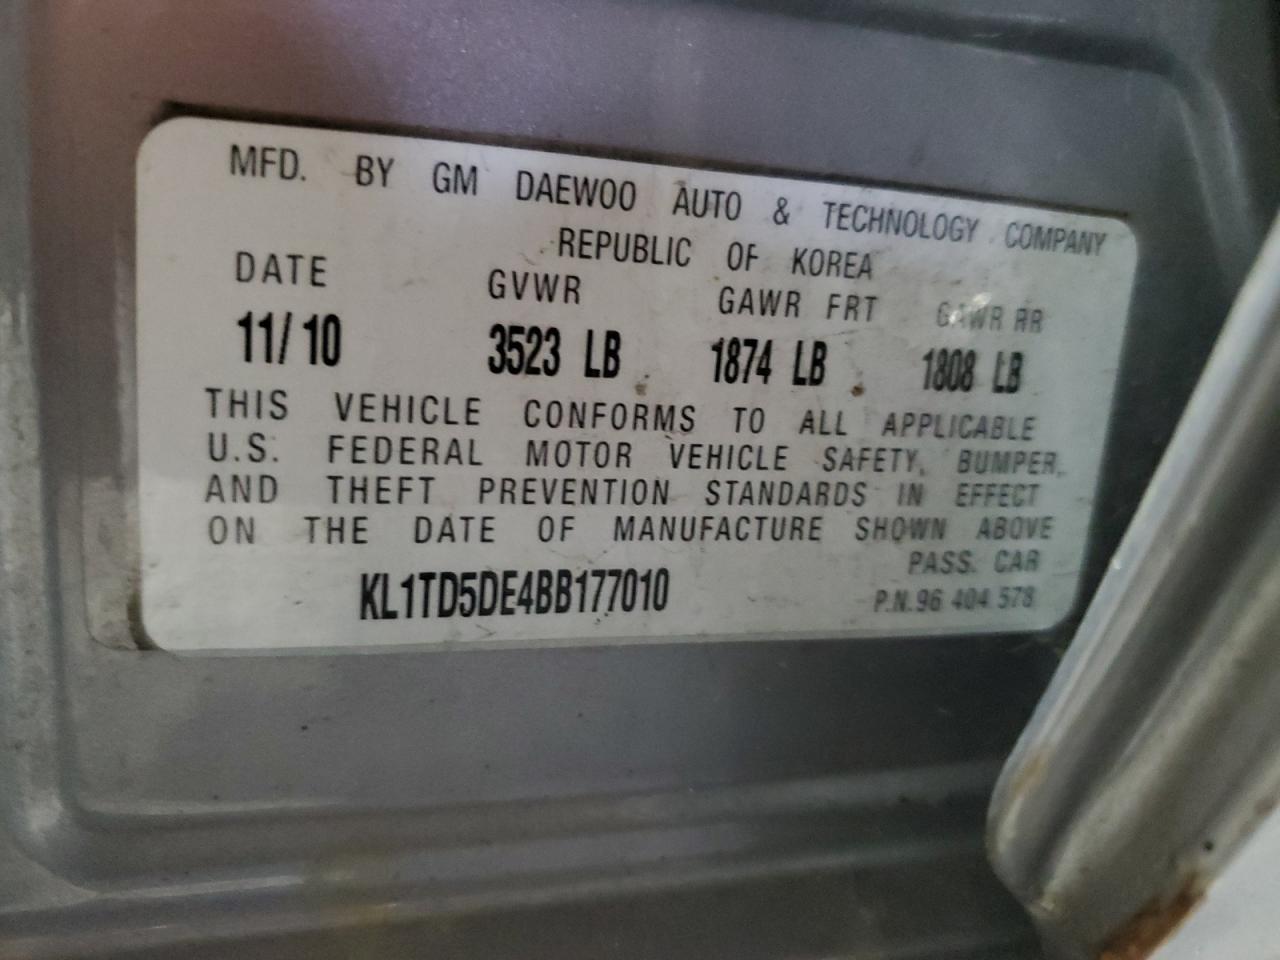 MFD. BY GM DAEWOO AUTO & TECHNOLOGY COMPANY
REPUBLIC OF KOREA
DATE GVWR GAWR FRT GAWR RR
11/10 3523 LB 1874 LB 1808 LB
THIS VEHICLE CONFORMS TO ALL APPLICABLE
U.S. FEDERAL MOTOR VEHICLE SAFETY, BUMPER,
AND THEFT PREVENTION STANDARDS IN EFFECT
ON THE DATE OF MANUFACTURE SHOWN ABOVE
PASS. CAR
KL1TD5DE4BB177010 P.N.96 404 578